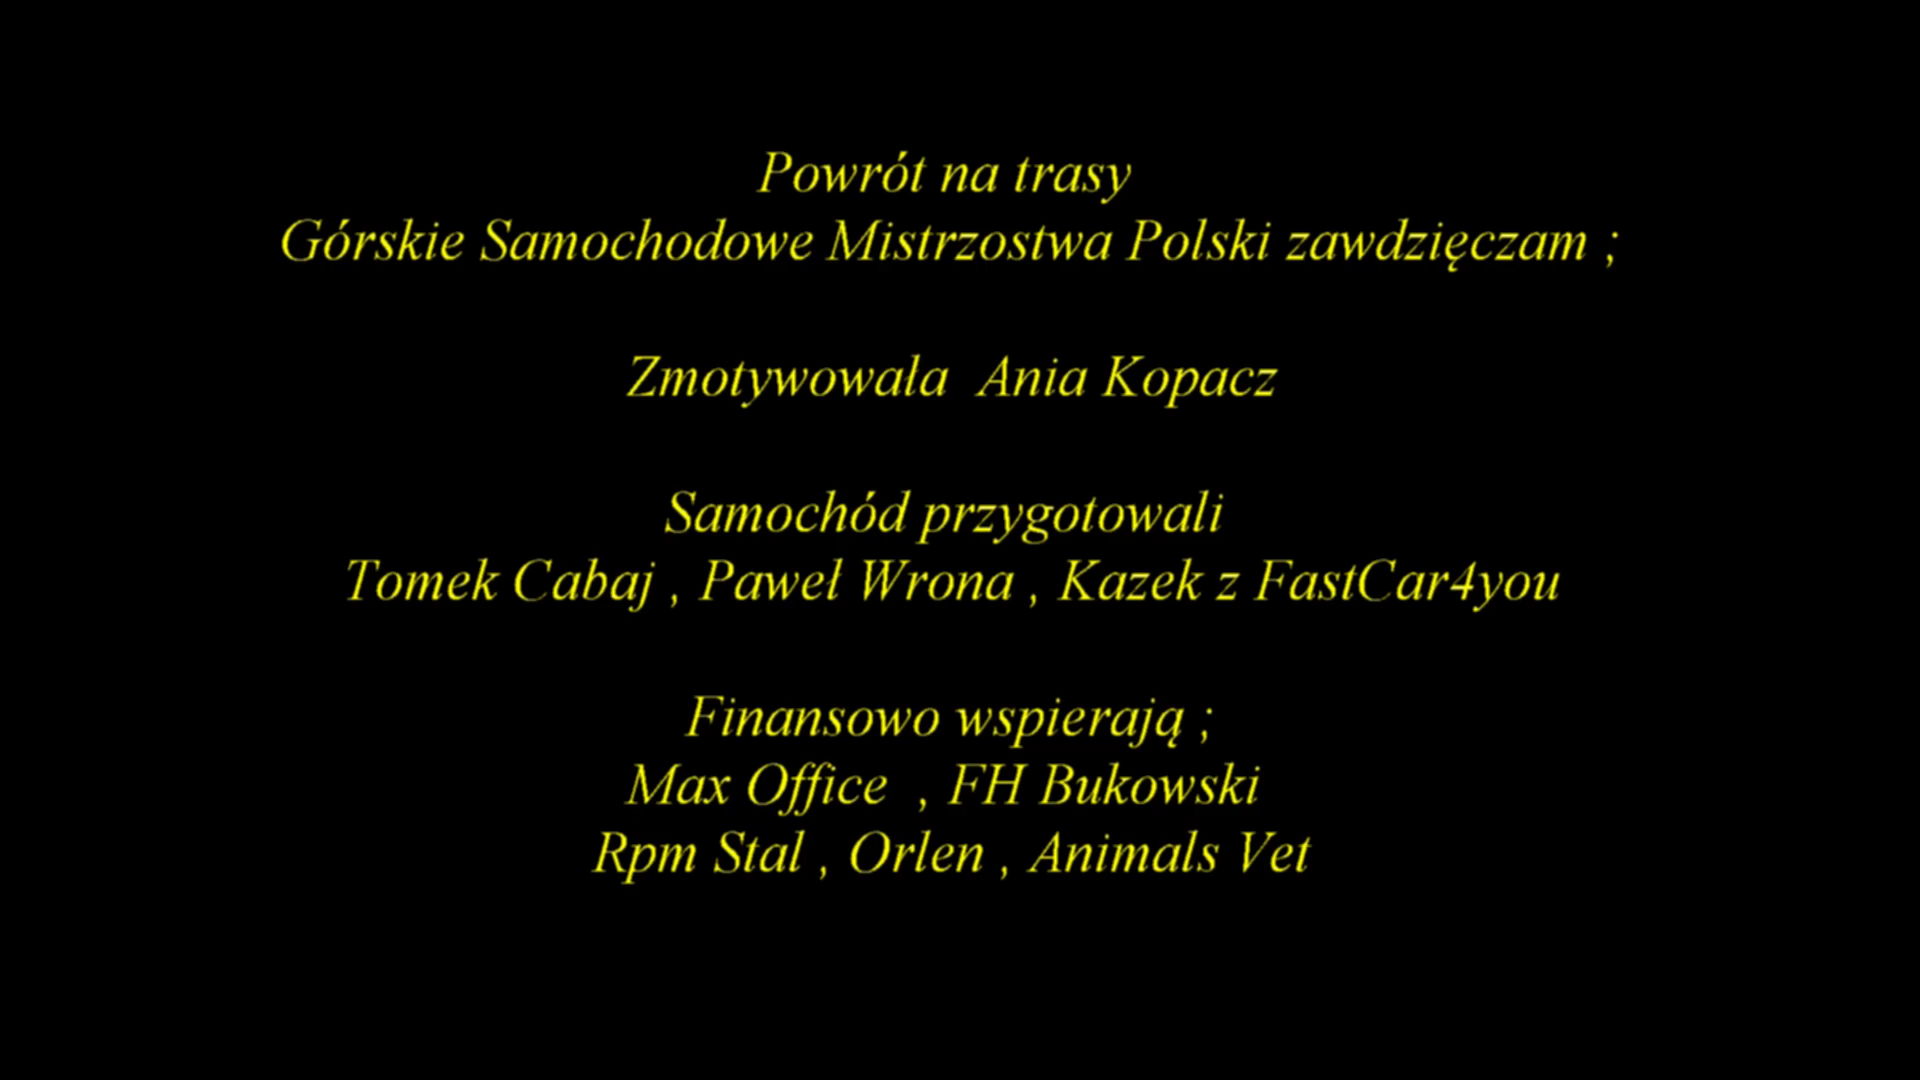 Powrót na trasy
Górskie Samochodowe Mistrzostwa Polski zawdzięczam ;
Zmotywowała  Ania Kopacz
Samochód przygotowali
Tomek Cabaj , Paweł Wrona , Kazek z FastCar4you
Finansowo wspierają ;
Max Office  , FH Bukowski
Rpm Stal , Orlen , Animals Vet